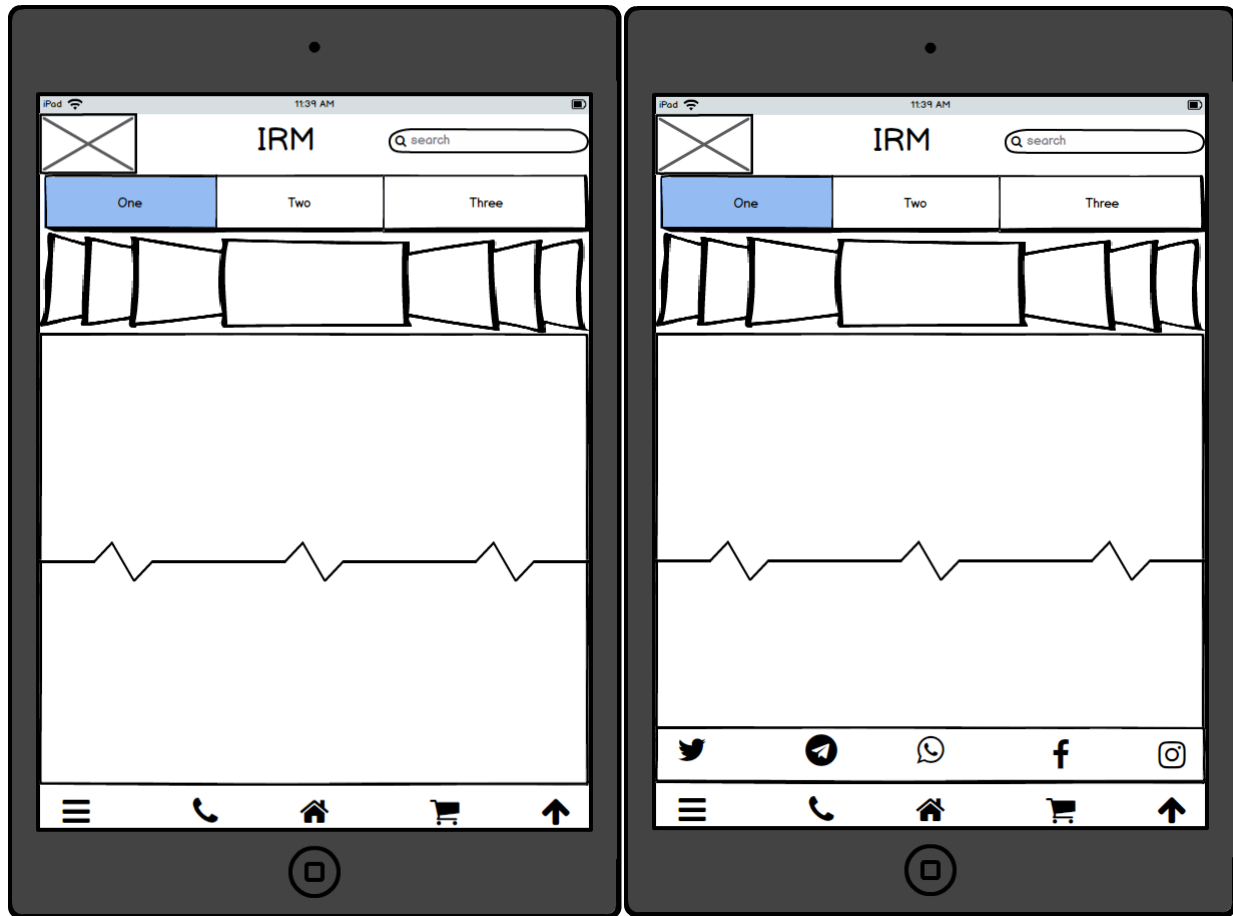 iPad 11:39 AM
IRM
search
One Two Three
iPad 11:39 AM
IRM
search
One Two Three